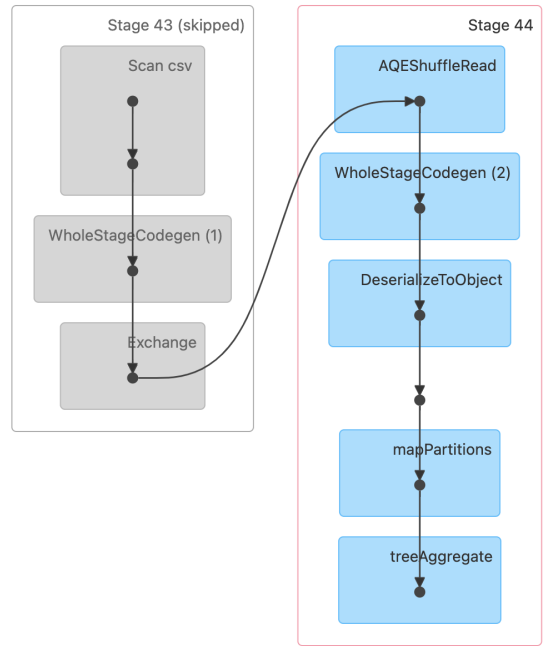 Stage 43 (skipped)
Scan csv
WholeStageCodegen (1)
Exchange
Stage 44
AQEShuffleRead
WholeStageCodegen (2)
DeserializeToObject
mapPartitions
treeAggregate